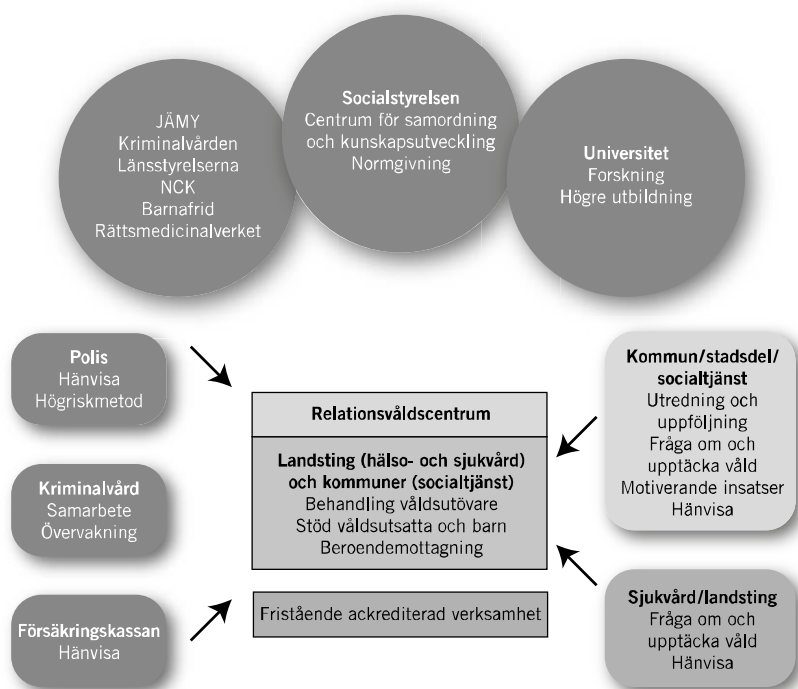 JÄMY
Kriminalvården
Länsstyrelserna
NCK
Barnafrid
Rättsmedicinalverket
Socialstyrelsen
Centrum för samordning
och kunskapsutveckling
Normgivning
Universitet
Forskning
Högre utbildning
Polis
Hänvisa
Högriskmetod
Kriminalvård
Samarbete
Övervakning
Försäkringskassan
Hänvisa
Relationsvåldscentrum
Landsting (hälso- och sjukvård)
och kommuner (socialtjänst)
Behandling våldsutövare
Stöd våldsutsatta och barn
Beroendemottagning
Fristående ackrediterad verksamhet
Kommun/stadsdel/
socialtjänst
Utredning och
uppföljning
Fråga om och
upptäcka våld
Motiverande insatser
Hänvisa
Sjukvård/landsting
Fråga om och
upptäcka våld
Hänvisa